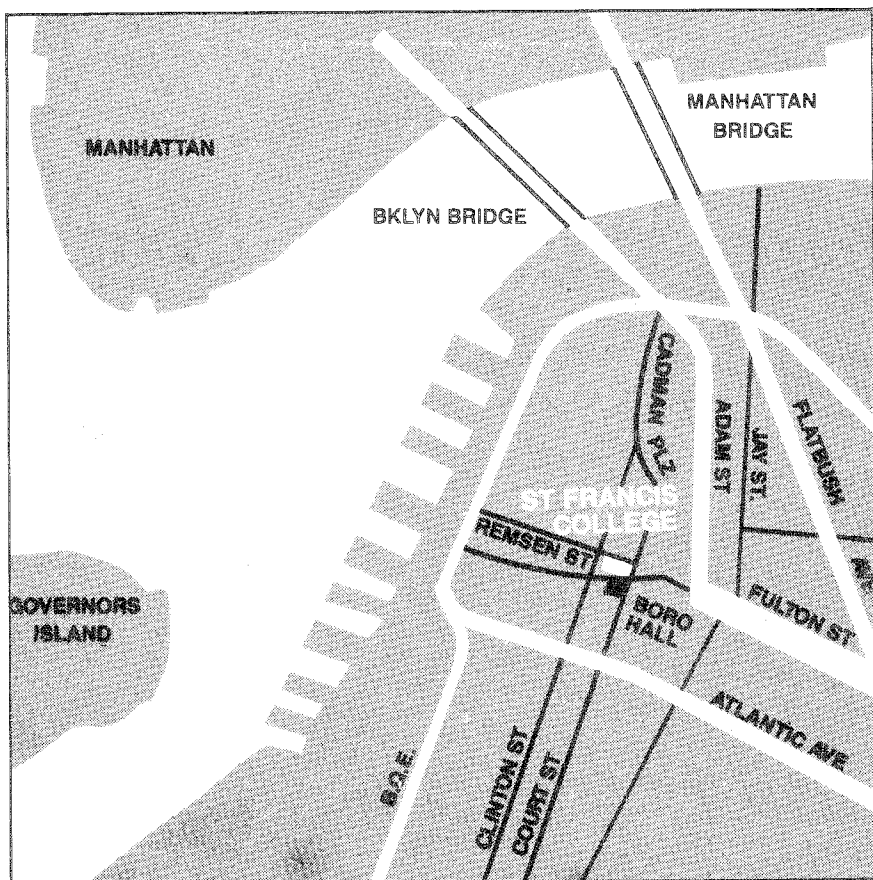 MANHATTAN
BRIDGE
MANHATTAN
BKLYN BRIDGE
CADMAN PLZ
ADAM ST
JAY ST.
FLATBUSH
ST FRANCIS
COLLEGE
REMSEN ST
GOVERNORS
ISLAND
BORO
HALL
FULTON ST
ATLANTIC AVE
B.Q.E.
CLINTON ST
COURT ST